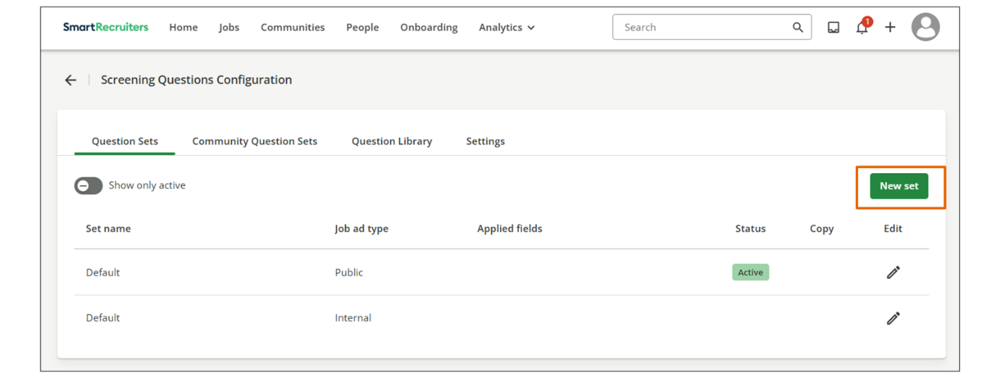 SmartRecruiters Home Jobs Communities People Onboarding Analytics Search 1
Screening Questions Configuration
Question Sets Community Question Sets Question Library Settings
Show only active New set
Set name Job ad type Applied fields Status Copy Edit
Default Public Active
Default Internal